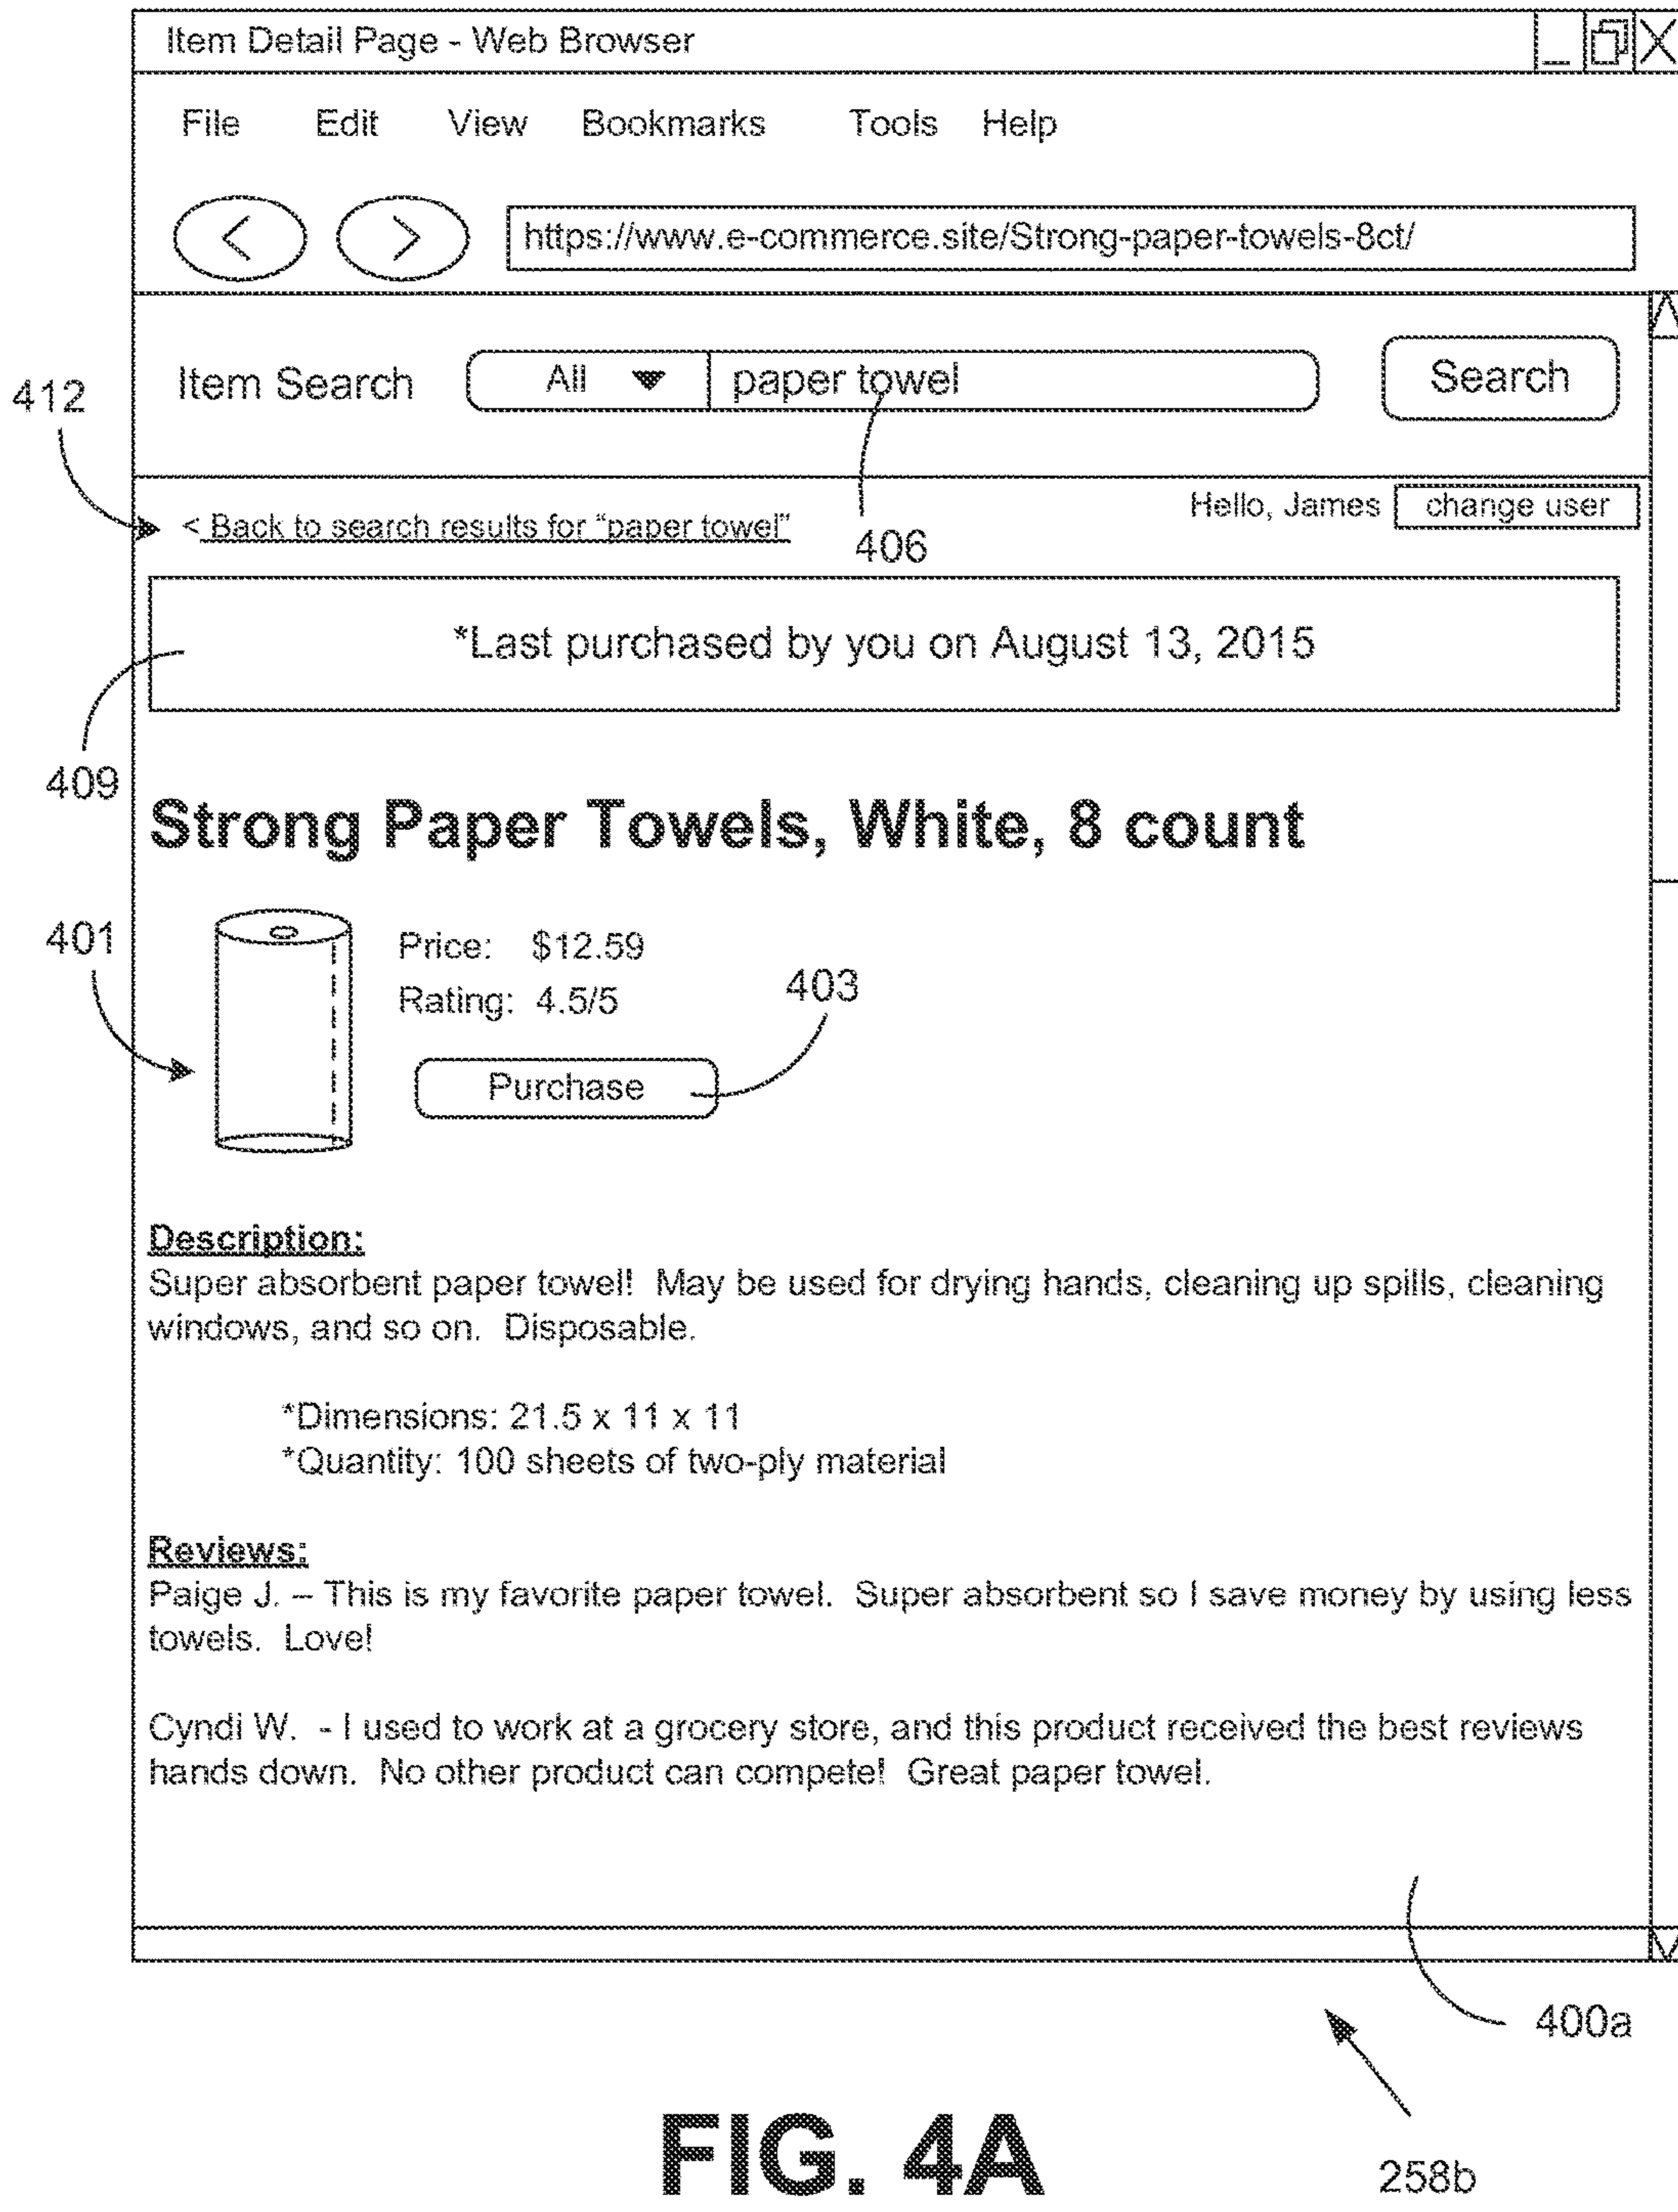 Item Detail Page - Web Browser
File Edit View Bookmarks Tools Help
< > https://www.e-commerce.site/Strong-paper-towels-8ct/
Item Search All paper towel Search
412
Hello, James change user
< Back to search results for "paper towel"
406
*Last purchased by you on August 13, 2015
409
Strong Paper Towels, White, 8 count
401
Price: $12.59
403
Rating: 4.5/5
Purchase
Description:
Super absorbent paper towel! May be used for drying hands, cleaning up spills, cleaning
windows, and so on. Disposable.
*Dimensions: 21.5 x 11 x 11
*Quantity: 100 sheets of two-ply material
Reviews:
Paige J. – This is my favorite paper towel. Super absorbent so I save money by using less
towels. Love!
Cyndi W. - I used to work at a grocery store, and this product received the best reviews
hands down. No other product can compete! Great paper towel.
400a
FIG. 4A
258b